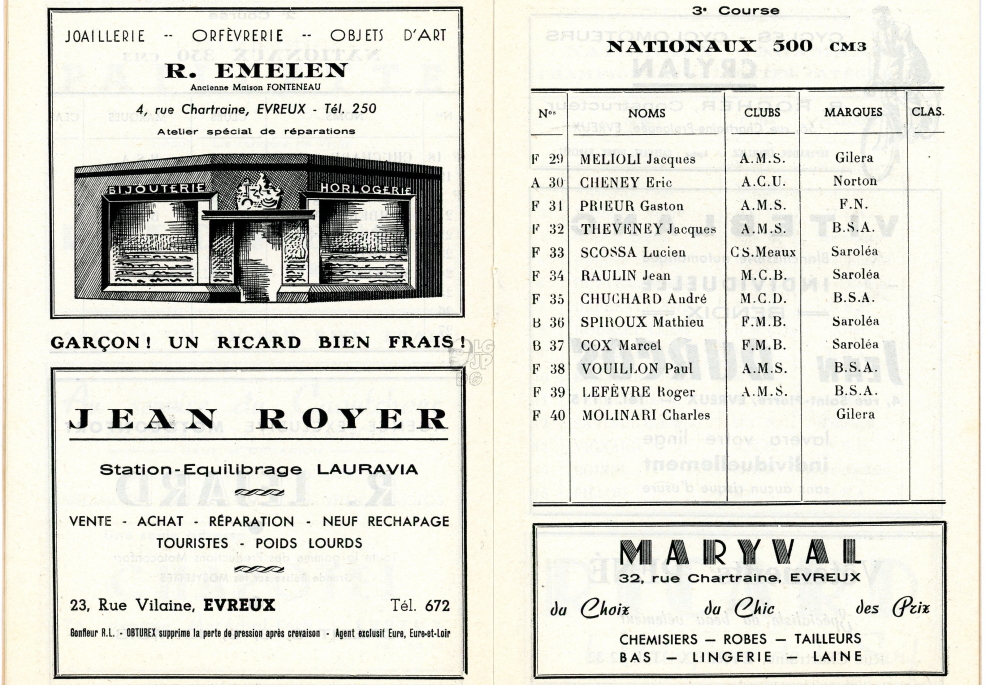 JOAILLERIE -- ORFÈVRERIE -- OBJETS D'ART
R. EMELEN
Ancienne Maison FONTENEAU
4, rue Chartraine, EVREUX - Tél. 250
Atelier spécial de réparations
BIJOUTERIE HORLOGERIE
GARÇON! UN RICARD BIEN FRAIS!
JEAN ROYER
Station-Equilibrage LAURAVIA
VENTE - ACHAT - RÉPARATION - NEUF RECHAPAGE
TOURISTES - POIDS LOURDS
23, Rue Vilaine, EVREUX Tél. 672
Gonfleur R.L. - OBTUREX supprime la perte de pression après crevaison - Agent exclusif Eure, Eure-et-Loir
3e Course
NATIONAUX 500 CM3
Nos NOMS CLUBS MARQUES CLAS.
F 29 MELIOLI Jacques A.M.S. Gilera
A 30 CHENEY Eric A.C.U. Norton
F 31 PRIEUR Gaston A.M.S. F.N.
F 32 THEVENEY Jacques A.M.S. B.S.A.
F 33 SCOSSA Lucien C.S.Meaux Saroléa
F 34 RAULIN Jean M.C.B. Saroléa
F 35 CHUCHARD André M.C.D. B.S.A.
B 36 SPIROUX Mathieu F.M.B. Saroléa
B 37 COX Marcel F.M.B. Saroléa
F 38 VOUILLON Paul A.M.S. B.S.A.
F 39 LEFÈVRE Roger A.M.S. B.S.A.
F 40 MOLINARI Charles Gilera
MARYVAL
32, rue Chartraine, EVREUX
du Choix du Chic des Prix
CHEMISIERS — ROBES — TAILLEURS
BAS — LINGERIE — LAINE